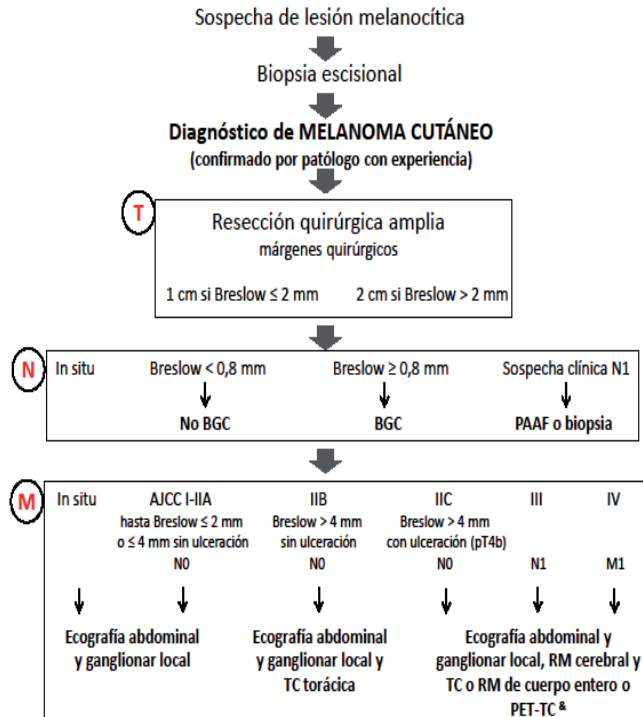 Sospecha de lesión melanocítica
Biopsia escisional
Diagnóstico de MELANOMA CUTÁNEO
(confirmado por patólogo con experiencia)
T
Resección quirúrgica amplia
márgenes quirúrgicos
1 cm si Breslow ≤ 2 mm 2 cm si Breslow > 2 mm
N
In situ Breslow < 0,8 mm Breslow ≥ 0,8 mm Sospecha clínica N1
No BGC BGC PAAF o biopsia
M
In situ AJCC I-IIA IIB IIC III IV
hasta Breslow ≤ 2 mm Breslow > 4 mm Breslow > 4 mm
o ≤ 4 mm sin ulceración sin ulceración con ulceración (pT4b)
N0 N0 N0 N1 M1
Ecografía abdominal Ecografía abdominal Ecografía abdominal y
y ganglionar local y ganglionar local y ganglionar local, RM cerebral y
TC torácica TC o RM de cuerpo entero o
PET-TC &